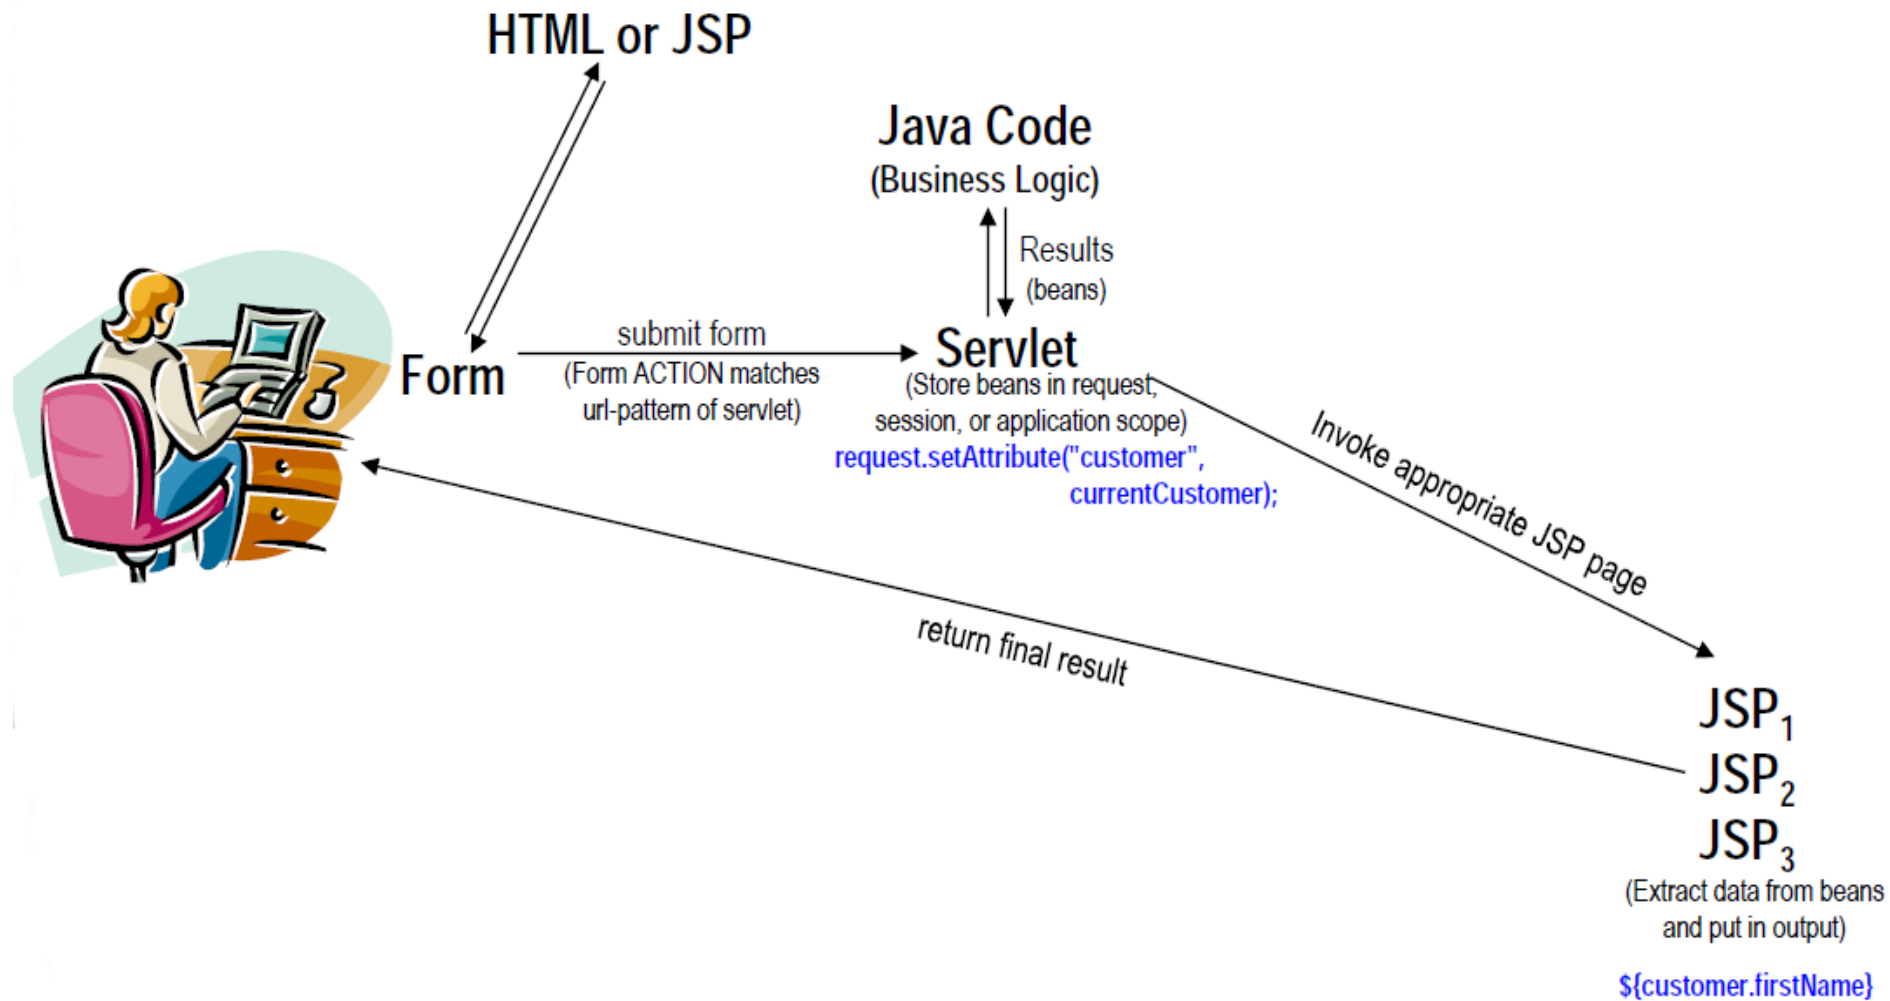 HTML or JSP
Java Code
(Business Logic)
Results
(beans)
submit form
Servlet
Form
(Form ACTION matches
url-pattern of servlet)
(Store beans in request,
session, or application scope)
request.setAttribute("customer",
currentCustomer);
Invoke appropriate JSP page
return final result
JSP1
JSP2
JSP3
(Extract data from beans
and put in output)
${customer.firstName}